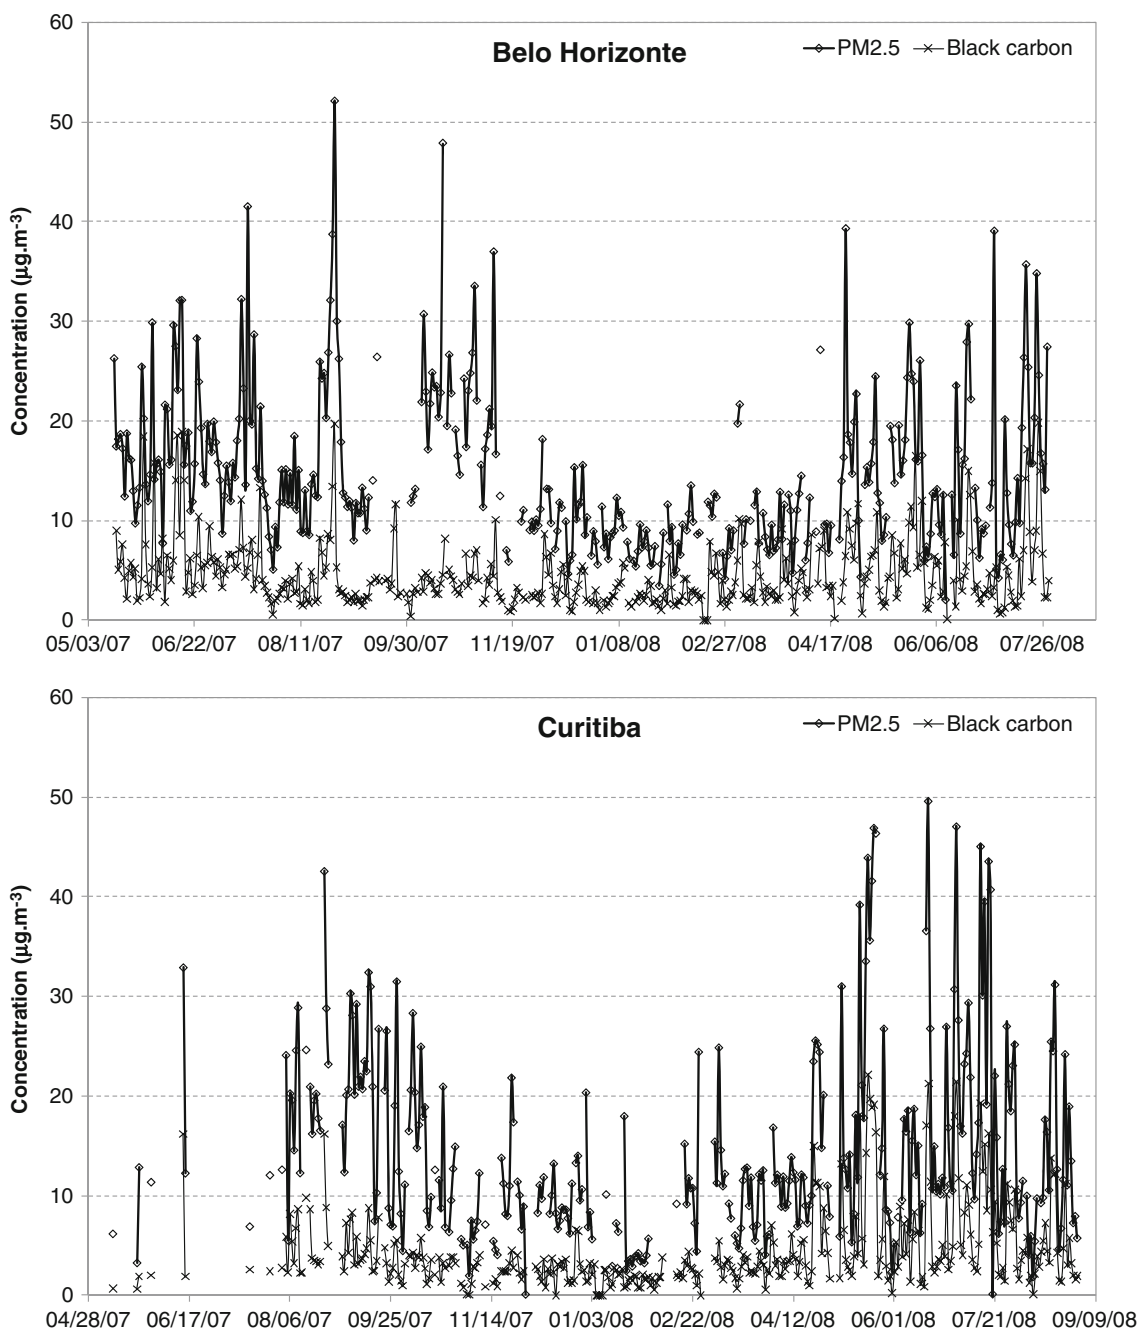 60
Belo Horizonte
PM2.5
Black carbon
50
40
30
20
10
0
Concentration (μg.m-3)
05/03/07 06/22/07 08/11/07 09/30/07 11/19/07 01/08/08 02/27/08 04/17/08 06/06/08 07/26/08
60
Curitiba
PM2.5
Black carbon
50
40
30
20
10
0
Concentration (μg.m-3)
04/28/07 06/17/07 08/06/07 09/25/07 11/14/07 01/03/08 02/22/08 04/12/08 06/01/08 07/21/08 09/09/08